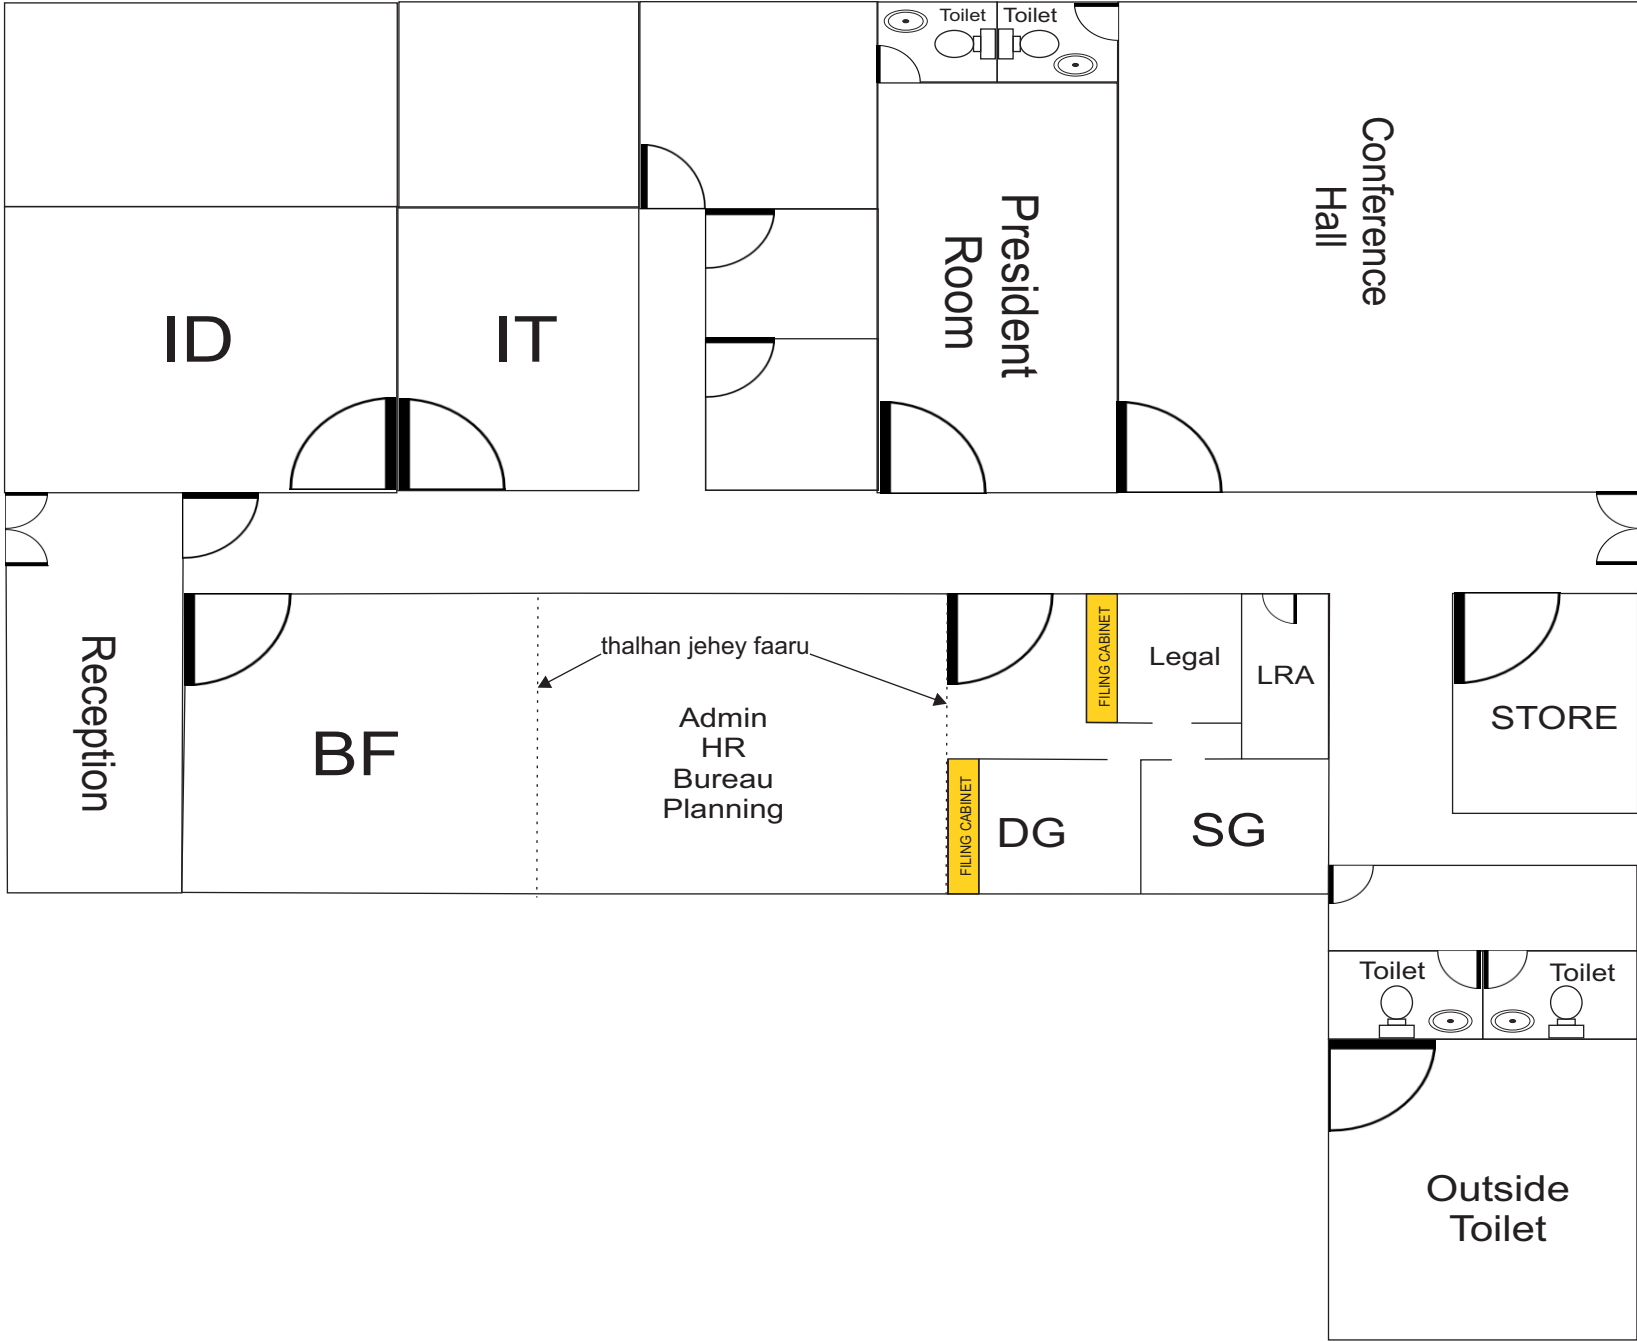 Toilet
Toilet
Conference
Hall
President
Room
ID
IT
Reception
thalhan jehey faaru
BF
Admin
HR
Bureau
Planning
FILING CABINET
Legal
LRA
STORE
FILING CABINET
DG
SG
Toilet
Toilet
Outside
Toilet